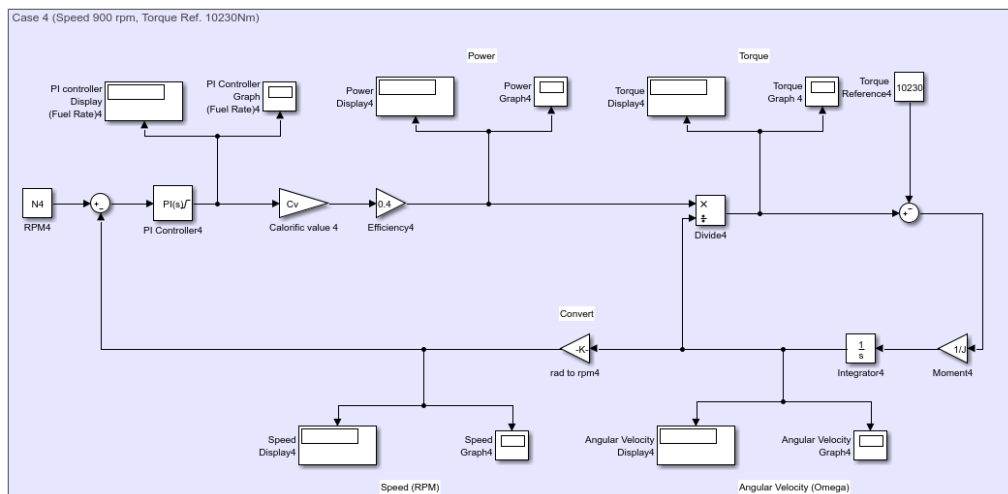 Case 4 (Speed 900 rpm, Torque Ref. 10230Nm)
Power
Torque
PI controller
Display
(Fuel Rate)4
PI Controller
Graph
(Fuel Rate)4
Power
Display4
Power
Graph4
Torque
Display4
Torque
Graph 4
Torque
Reference4
10230
N4
RPM4
+
−
PI(s)
PI Controller4
Cv
Calorific value 4
0.4
Efficiency4
×
÷
Divide4
−
+
Convert
-K-
rad to rpm4
1
s
Integrator4
1/J
Moment4
Speed
Display4
Speed
Graph4
Angular Velocity
Display4
Angular Velocity
Graph4
Speed (RPM)
Angular Velocity (Omega)